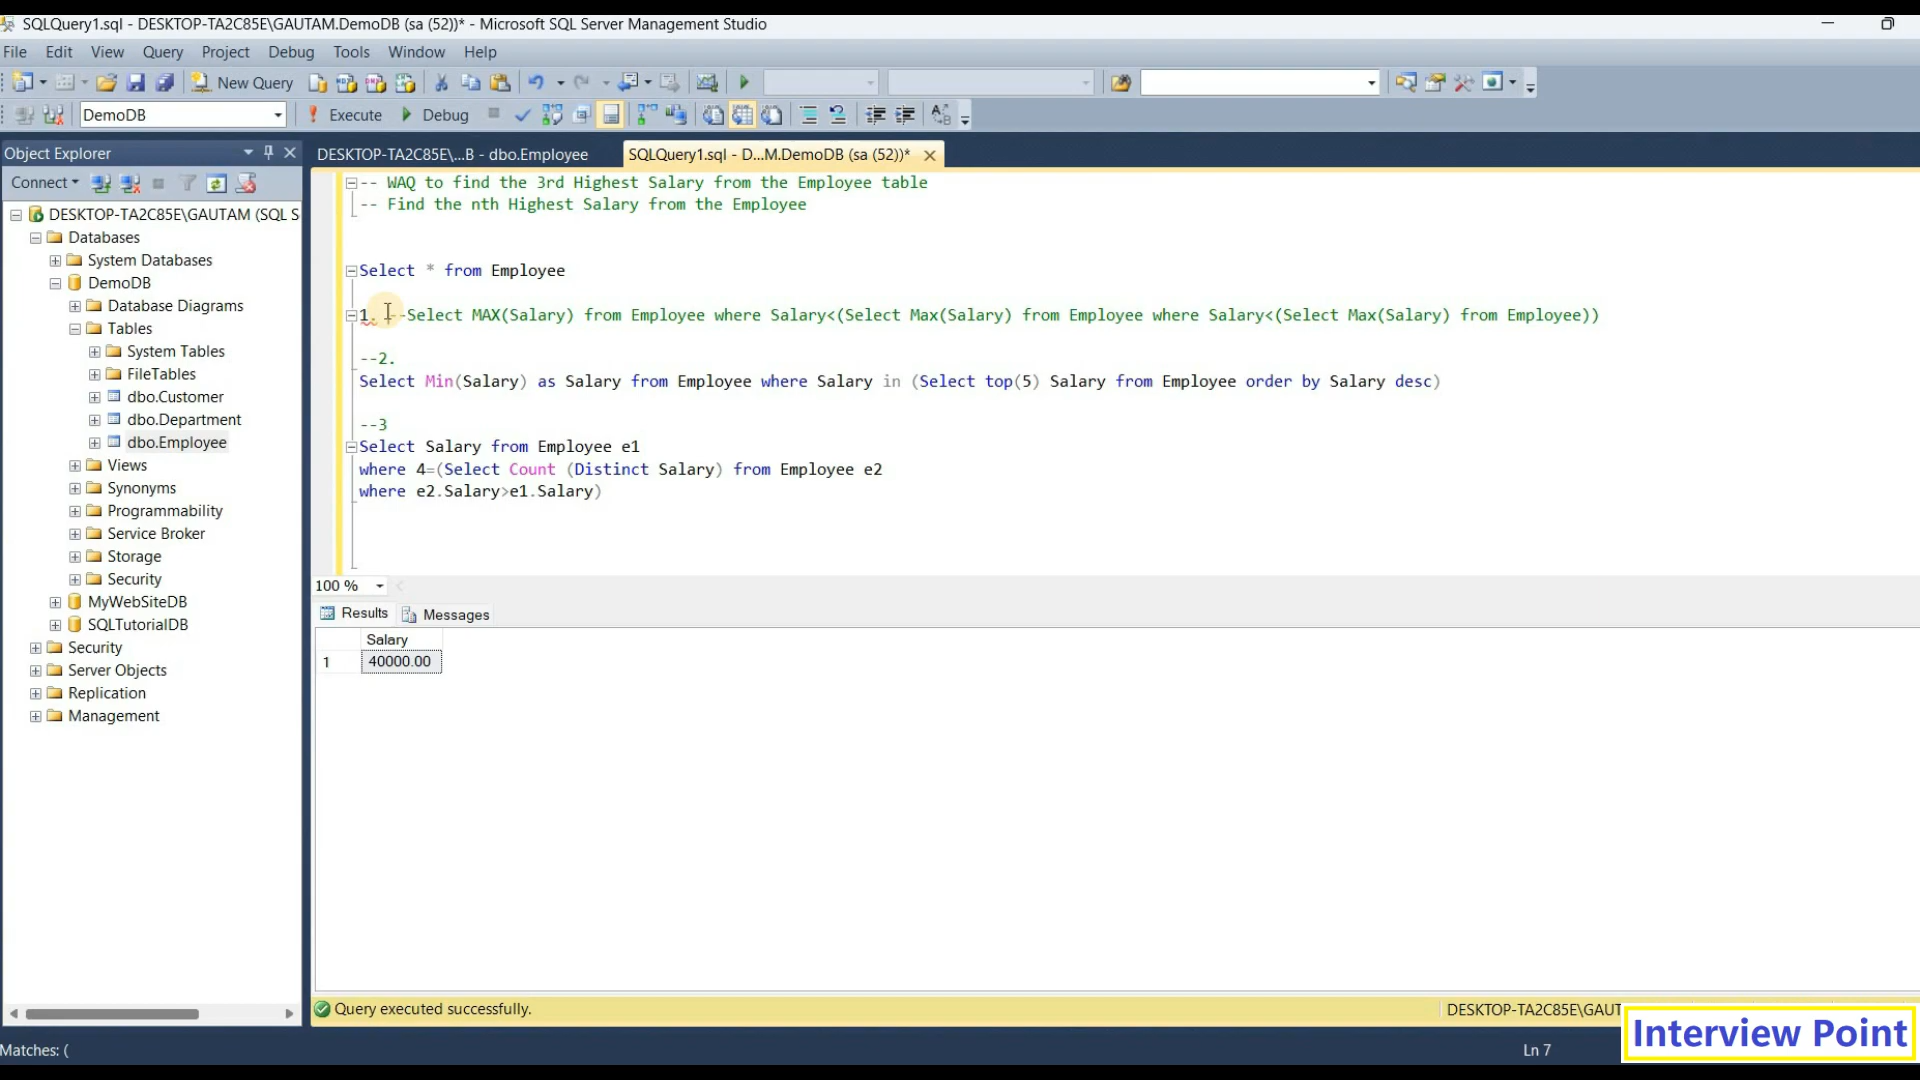 SQLQuery1.sql - DESKTOP-TA2C85E\GAUTAM.DemoDB (sa (52))* - Microsoft SQL Server Management Studio
File Edit View Query Project Debug Tools Window Help
New Query
DemoDB Execute Debug
Object Explorer
DESKTOP-TA2C85E\...B - dbo.Employee SQLQuery1.sql - D...M.DemoDB (sa (52))*
Connect
DESKTOP-TA2C85E\GAUTAM (SQL S
Databases
System Databases
DemoDB
Database Diagrams
Tables
System Tables
FileTables
dbo.Customer
dbo.Department
dbo.Employee
Views
Synonyms
Programmability
Service Broker
Storage
Security
MyWebSiteDB
SQLTutorialDB
Security
Server Objects
Replication
Management
-- WAQ to find the 3rd Highest Salary from the Employee table
-- Find the nth Highest Salary from the Employee
Select * from Employee
1. --Select MAX(Salary) from Employee where Salary<(Select Max(Salary) from Employee where Salary<(Select Max(Salary) from Employee))
--2.
Select Min(Salary) as Salary from Employee where Salary in (Select top(5) Salary from Employee order by Salary desc)
--3
Select Salary from Employee e1
where 4=(Select Count (Distinct Salary) from Employee e2
where e2.Salary>e1.Salary)
100 %
Results Messages
Salary
1 40000.00
Query executed successfully.
DESKTOP-TA2C85E\GAUT
Matches: (
Ln 7
Interview Point